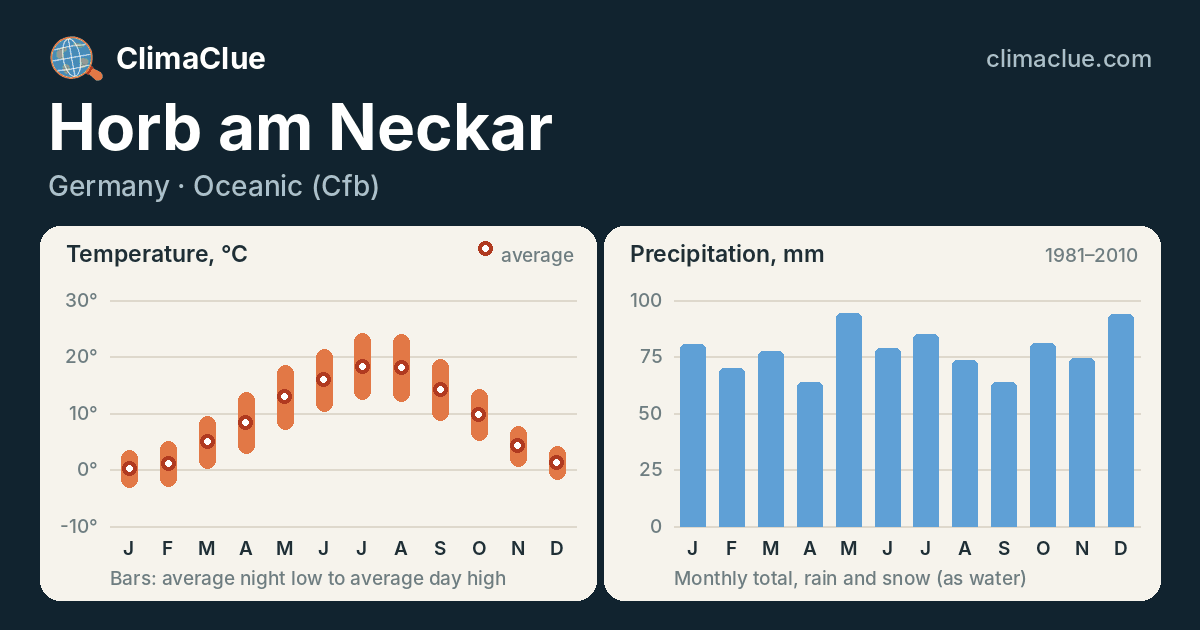 ClimaClue
climaclue.com
Horb am Neckar
Germany · Oceanic (Cfb)
Temperature, °C
average
30°
20°
10°
0°
-10°
J F M A M J J A S O N D
Bars: average night low to average day high
Precipitation, mm
1981–2010
100
75
50
25
0
J F M A M J J A S O N D
Monthly total, rain and snow (as water)